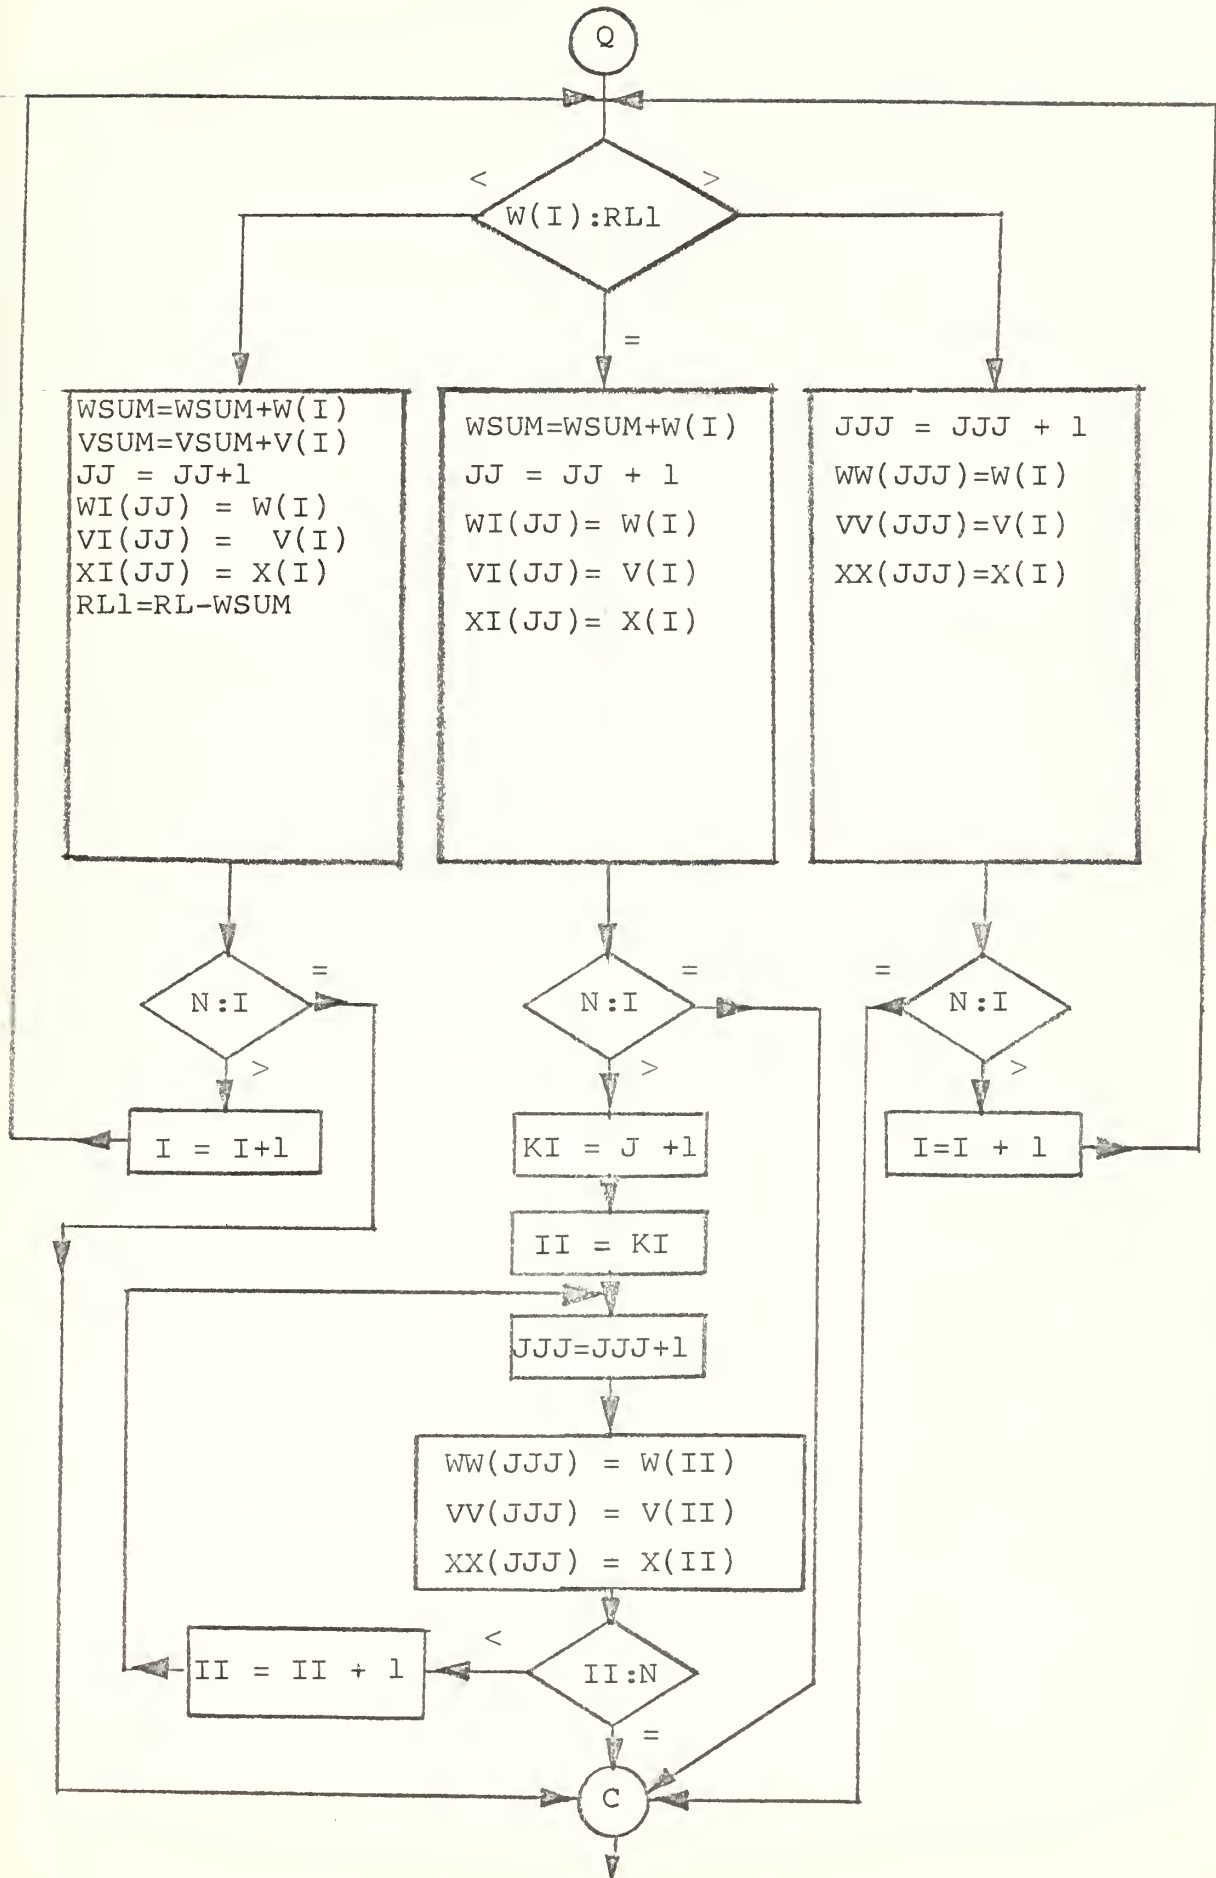 Q
<
>
W(I):RL1
=
WSUM=WSUM+W(I)
VSUM=VSUM+V(I)
JJ = JJ+1
WI(JJ) = W(I)
VI(JJ) = V(I)
XI(JJ) = X(I)
RL1=RL-WSUM
WSUM=WSUM+W(I)
JJ = JJ + 1
WI(JJ)= W(I)
VI(JJ)= V(I)
XI(JJ)= X(I)
JJJ = JJJ + 1
WW(JJJ)=W(I)
VV(JJJ)=V(I)
XX(JJJ)=X(I)
N:I
=
>
I = I+1
N:I
=
>
KI = J +1
II = KI
JJJ=JJJ+1
WW(JJJ) = W(II)
VV(JJJ) = V(II)
XX(JJJ) = X(II)
II:N
<
II = II + 1
=
=
N:I
>
I=I + 1
C